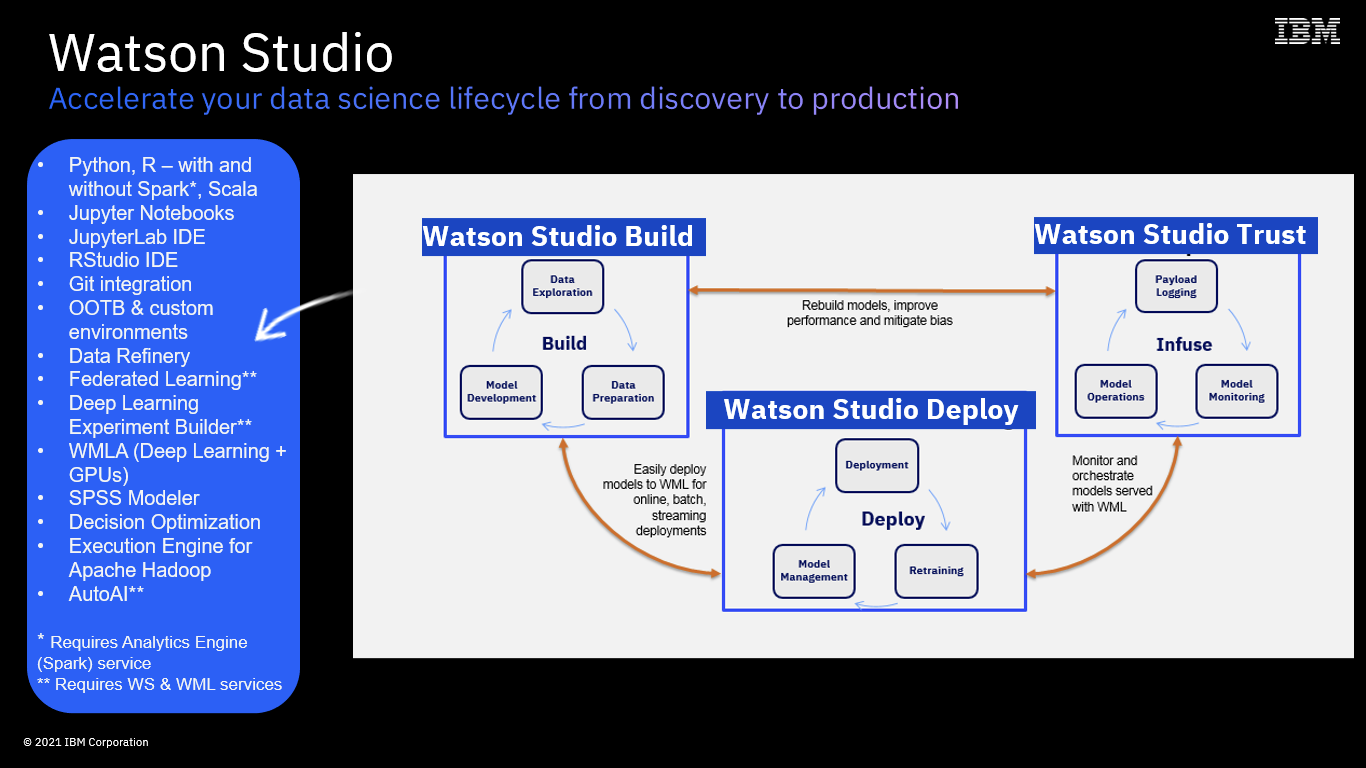 IBM
Watson Studio
Accelerate your data science lifecycle from discovery to production
• Python, R – with and
without Spark*, Scala
• Jupyter Notebooks
• JupyterLab IDE
• RStudio IDE
• Git integration
• OOTB & custom
environments
• Data Refinery
• Federated Learning**
• Deep Learning
Experiment Builder**
• WMLA (Deep Learning +
GPUs)
• SPSS Modeler
• Decision Optimization
• Execution Engine for
Apache Hadoop
• AutoAI**
* Requires Analytics Engine
(Spark) service
** Requires WS & WML services
Watson Studio Build
Data
Exploration
Build
Model
Development
Data
Preparation
Rebuild models, improve
performance and mitigate bias
Watson Studio Trust
Payload
Logging
Infuse
Model
Operations
Model
Monitoring
Watson Studio Deploy
Deployment
Deploy
Model
Management
Retraining
Easily deploy
models to WML for
online, batch,
streaming
deployments
Monitor and
orchestrate
models served
with WML
© 2021 IBM Corporation